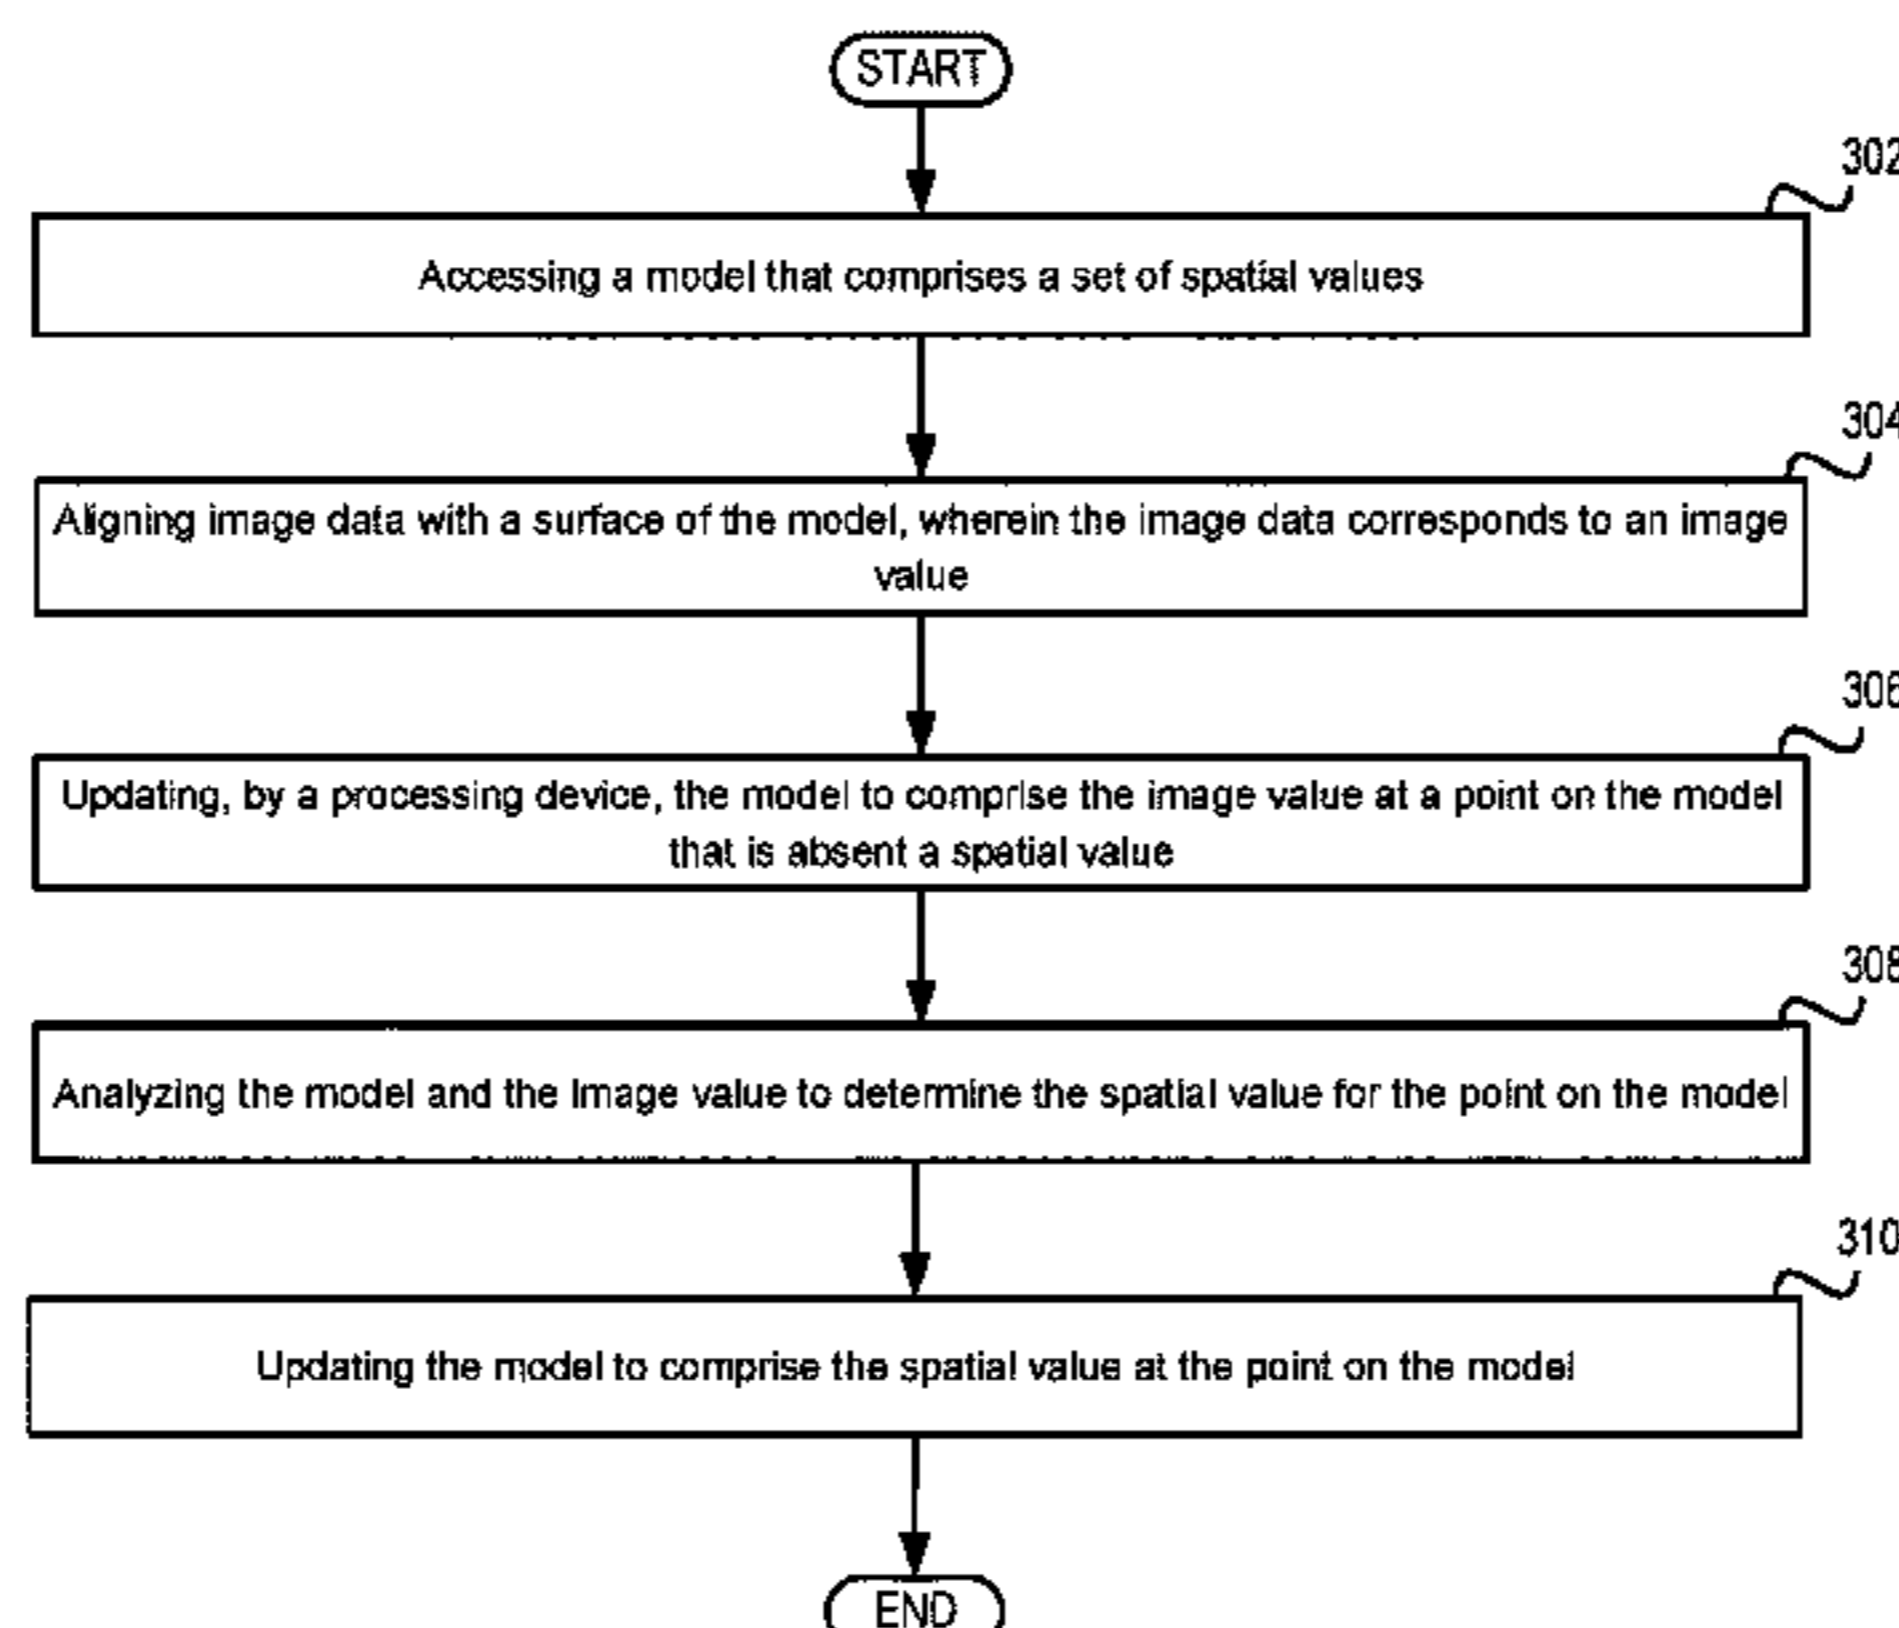 START
302
Accessing a model that comprises a set of spatial values
304
Aligning image data with a surface of the model, wherein the image data corresponds to an image
value
306
Updating, by a processing device, the model to comprise the image value at a point on the model
that is absent a spatial value
308
Analyzing the model and the image value to determine the spatial value for the point on the model
310
Updating the model to comprise the spatial value at the point on the model
END